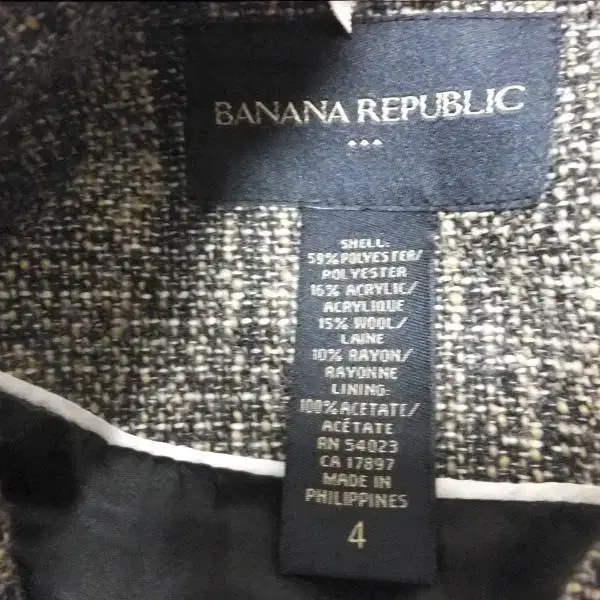 BANANA REPUBLIC
SHELL:
59% POLYESTER/
POLYESTER
16% ACRYLIC/
ACRYLIQUE
15% WOOL/
LAINE
10% RAYON/
RAYONNE
LINING:
100% ACETATE/
ACÉTATE
RN 54023
CA 17897
MADE IN
PHILIPPINES
4